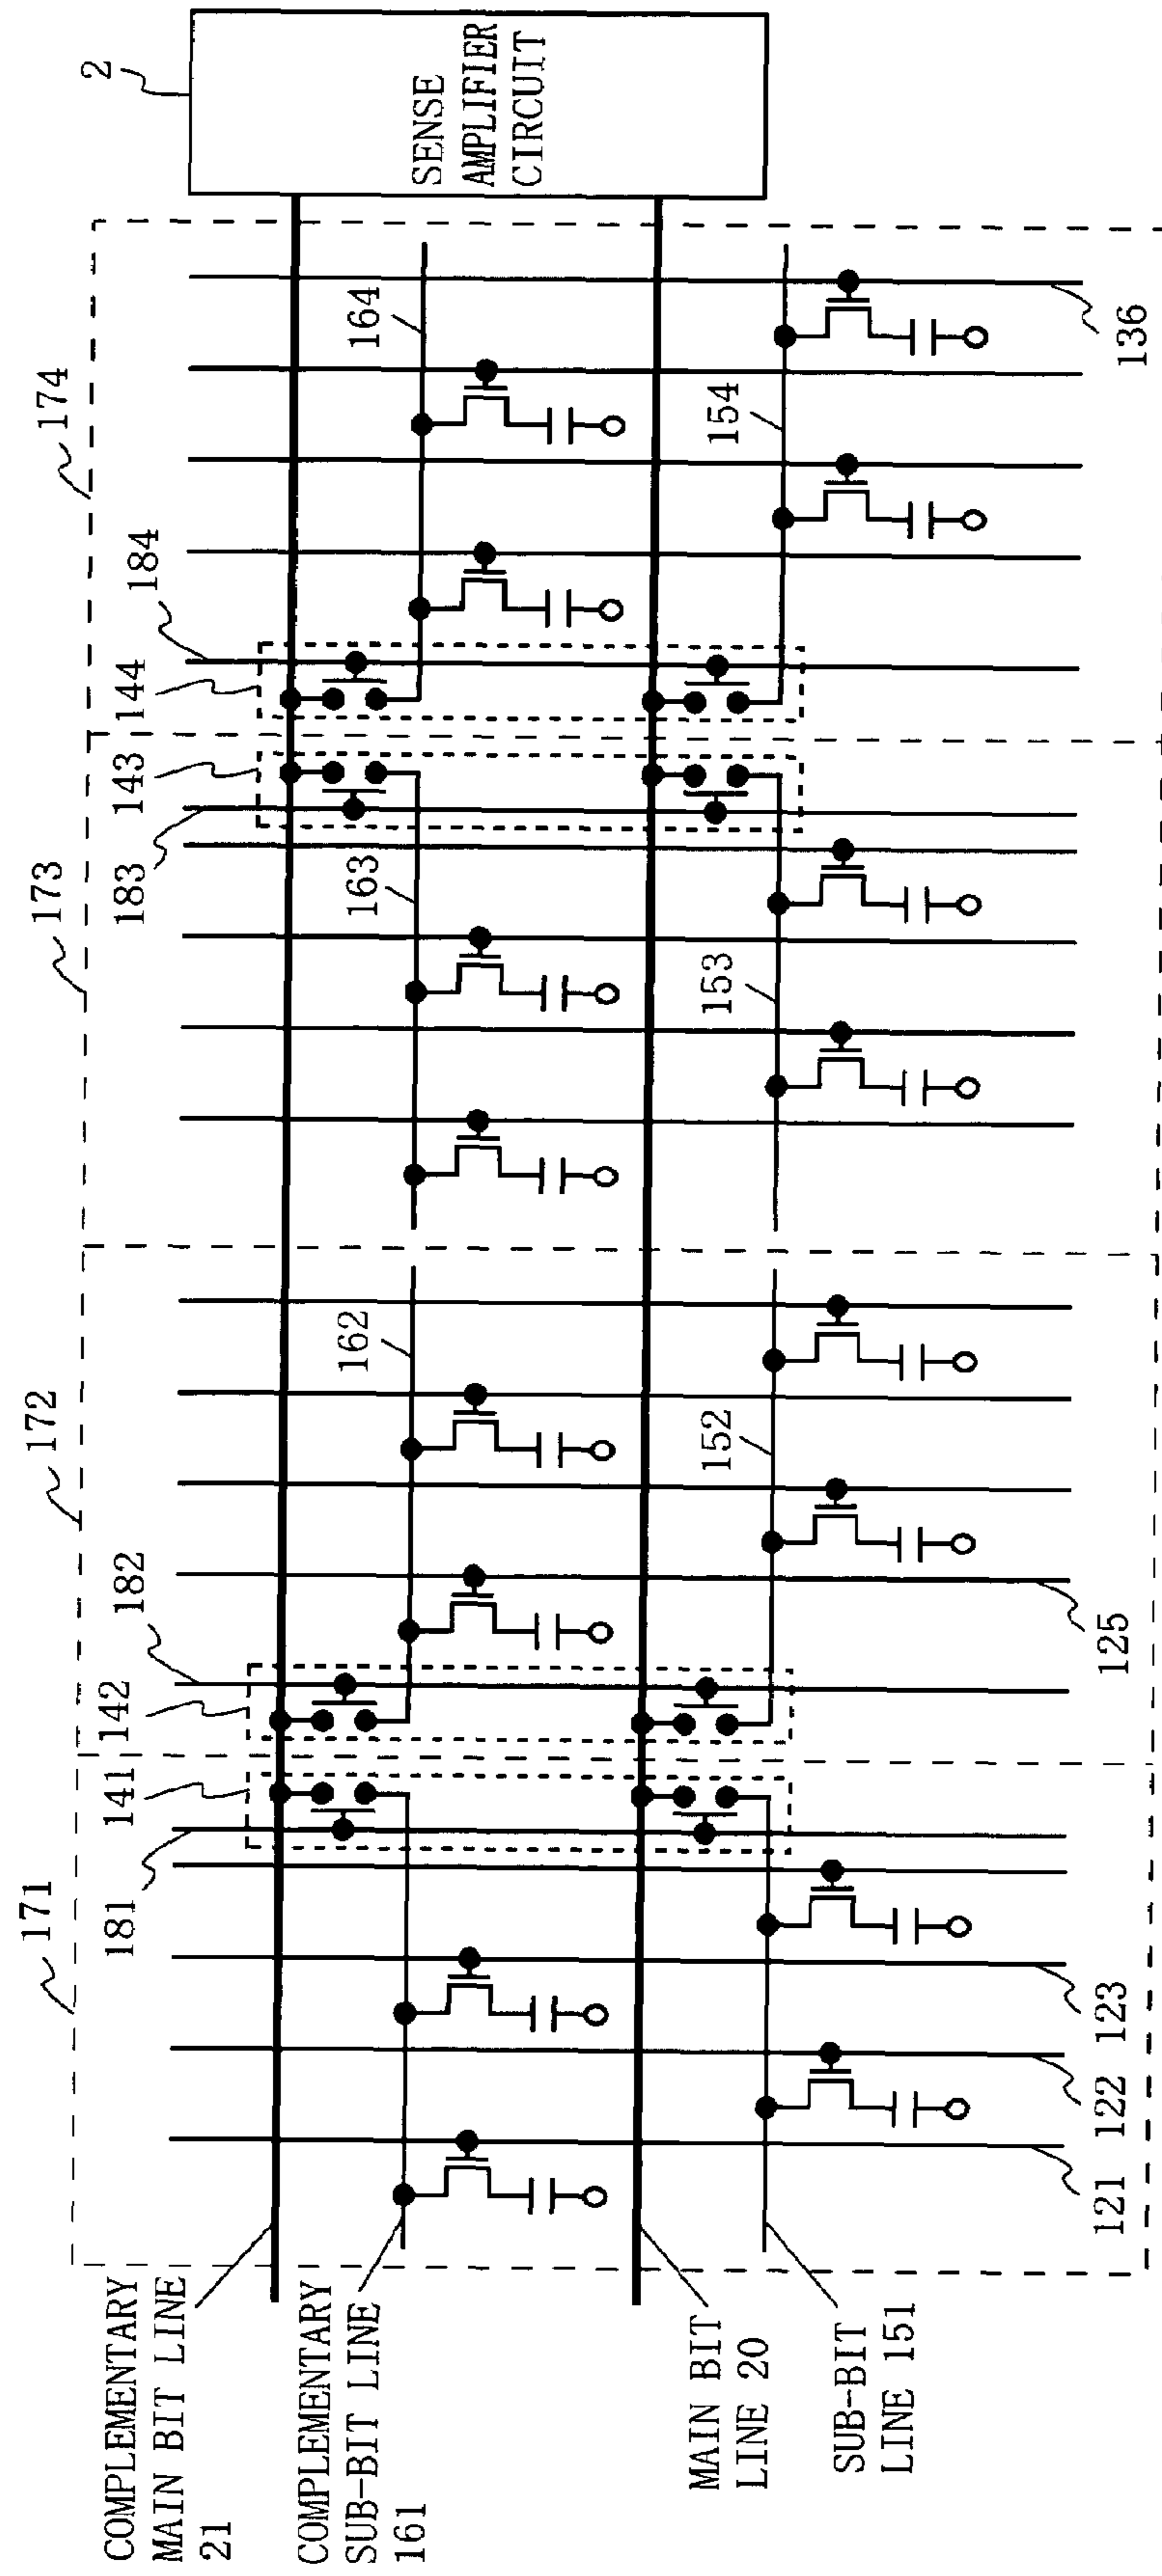 2
SENSE
AMPLIFIER
CIRCUIT
174
184
144
164
154
136
173
143
183
163
153
172
182
142
162
152
125
171
141
181
123
122
121
COMPLEMENTARY
MAIN BIT LINE
21
COMPLEMENTARY
SUB-BIT LINE
161
MAIN BIT
LINE 20
SUB-BIT
LINE 151